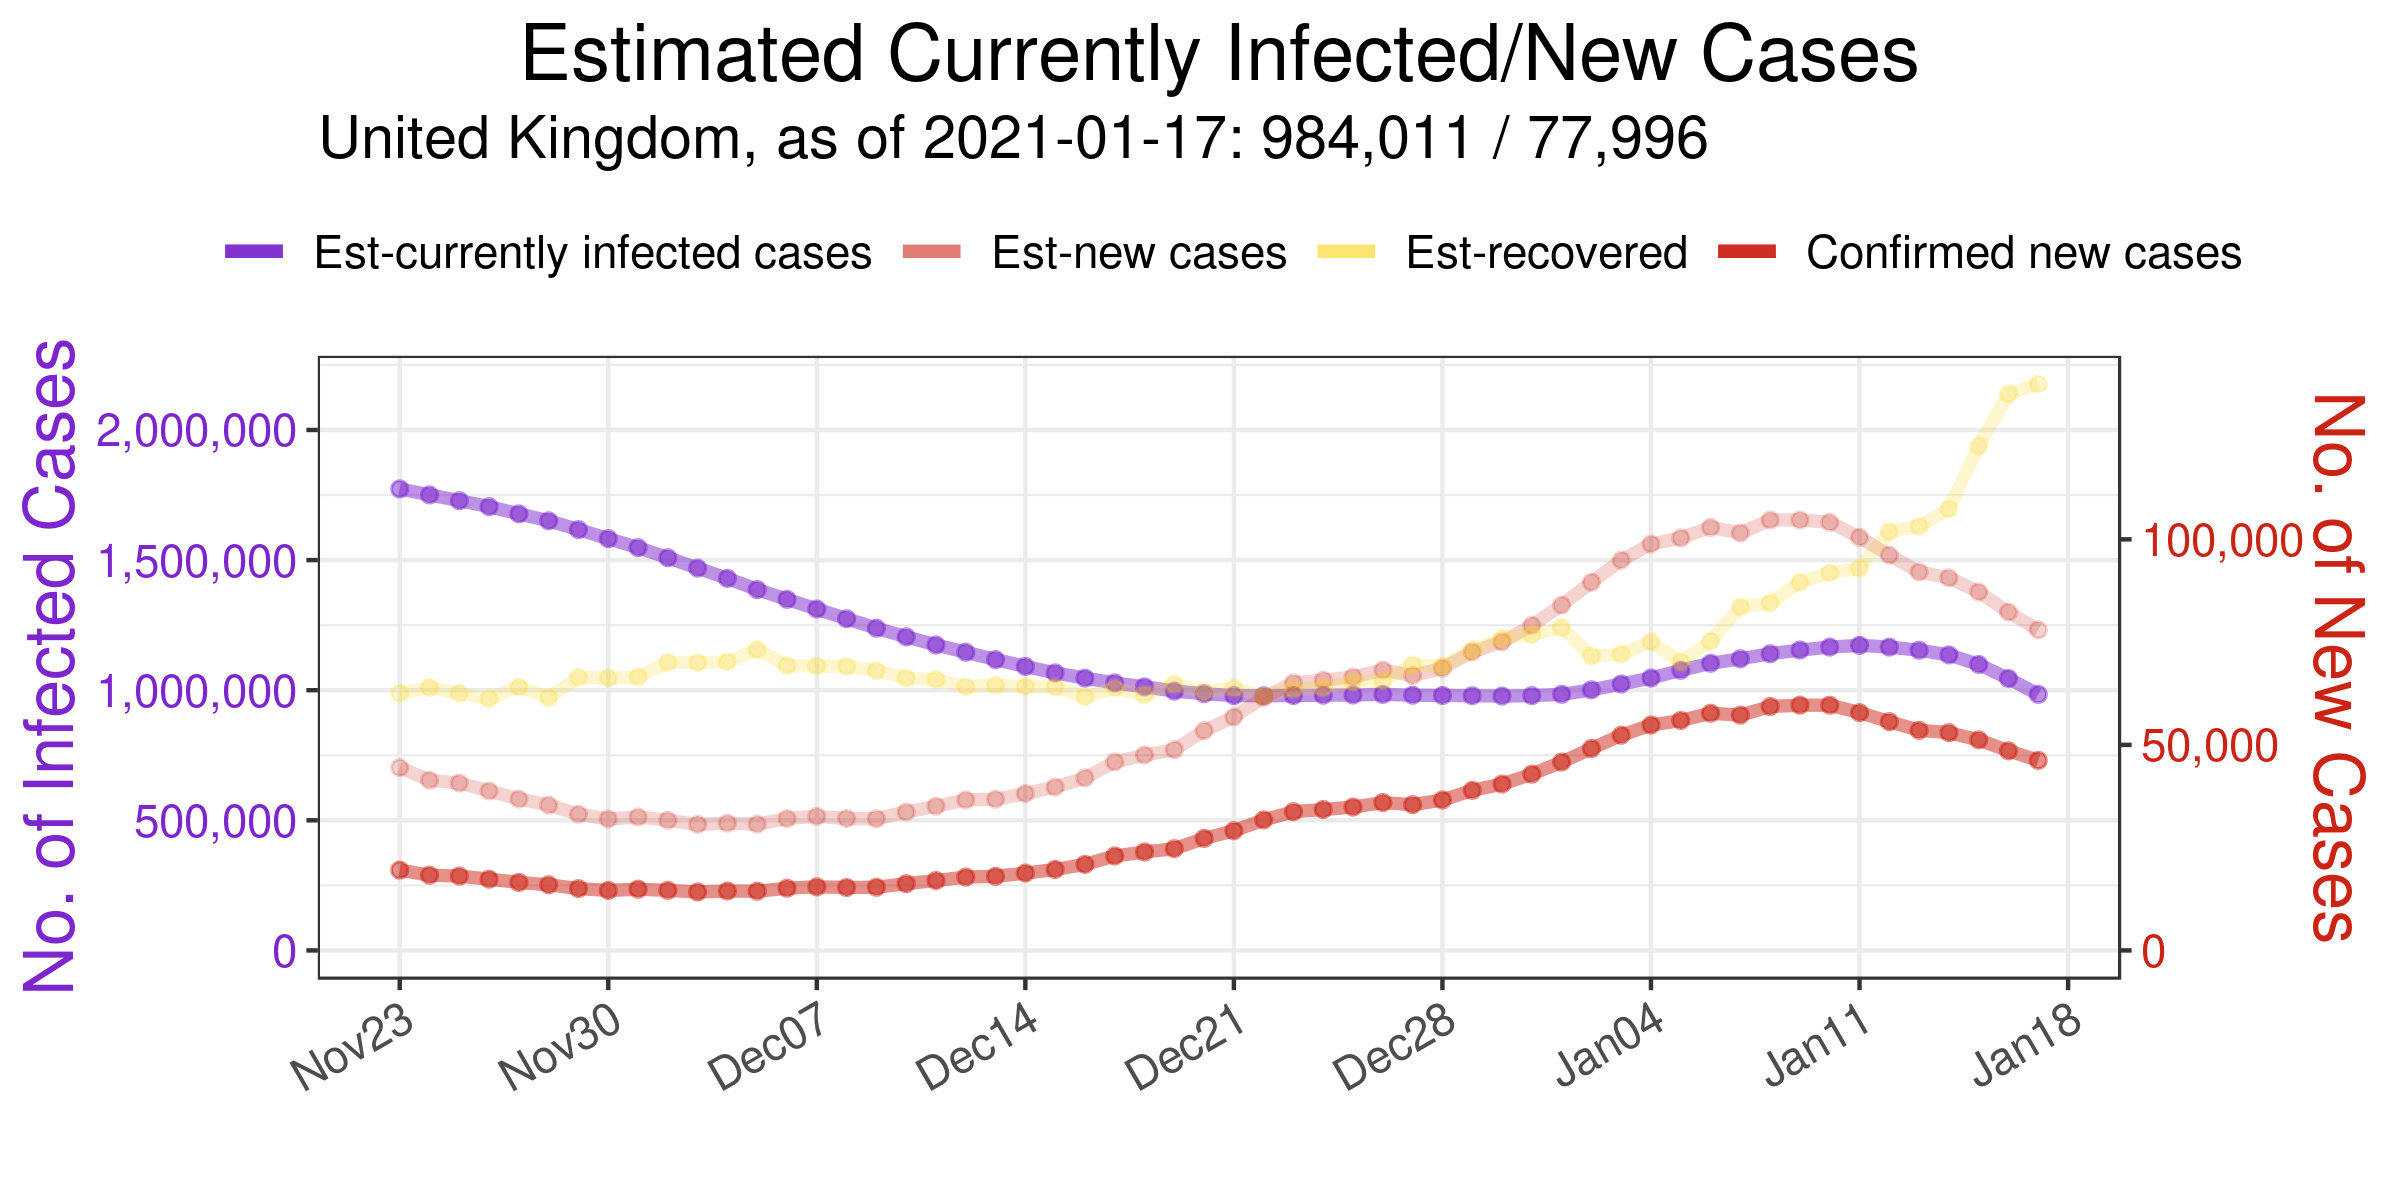 Estimated Currently Infected/New Cases
United Kingdom, as of 2021-01-17: 984,011 / 77,996
Est-currently infected cases Est-new cases Est-recovered Confirmed new cases
No. of Infected Cases
2,000,000
1,500,000
1,000,000
500,000
0
100,000
50,000
0
No. of New Cases
Nov23 Nov30 Dec07 Dec14 Dec21 Dec28 Jan04 Jan11 Jan18